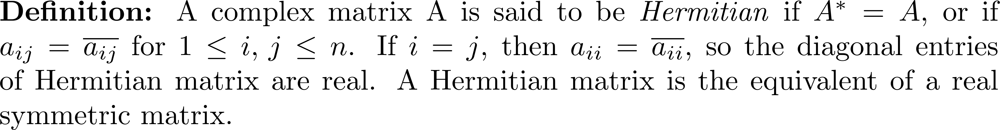 Definition: A complex matrix A is said to be Hermitian if $A^* = A$, or if
$a_{ij} = \overline{a_{ij}}$ for $1 \leq i, j \leq n$. If $i = j$, then $a_{ii} = \overline{a_{ii}}$, so the diagonal entries
of Hermitian matrix are real. A Hermitian matrix is the equivalent of a real
symmetric matrix.